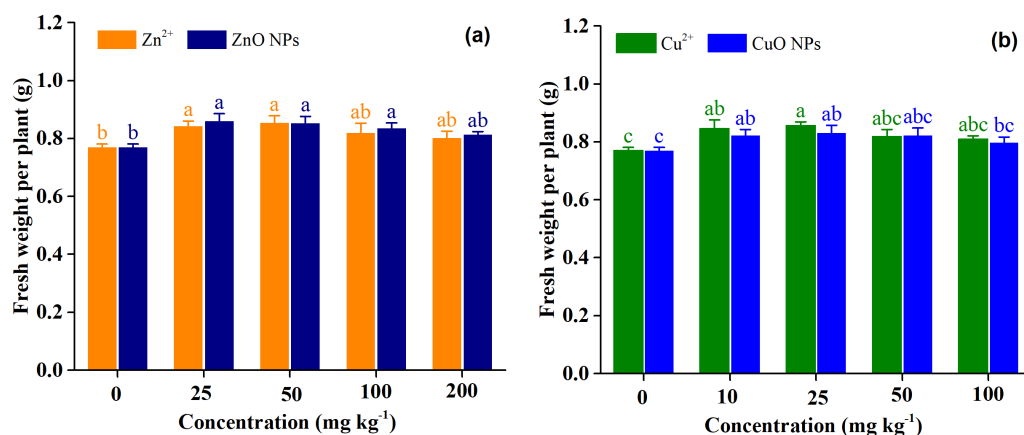 (a)
Zn²⁺ ZnO NPs
Fresh weight per plant (g)
1.2
1.0
0.8
0.6
0.4
0.2
0.0
b b a a a a ab a ab ab
0 25 50 100 200
Concentration (mg kg⁻¹)
(b)
Cu²⁺ CuO NPs
Fresh weight per plant (g)
1.2
1.0
0.8
0.6
0.4
0.2
0.0
c c ab ab a ab abc abc abc bc
0 10 25 50 100
Concentration (mg kg⁻¹)